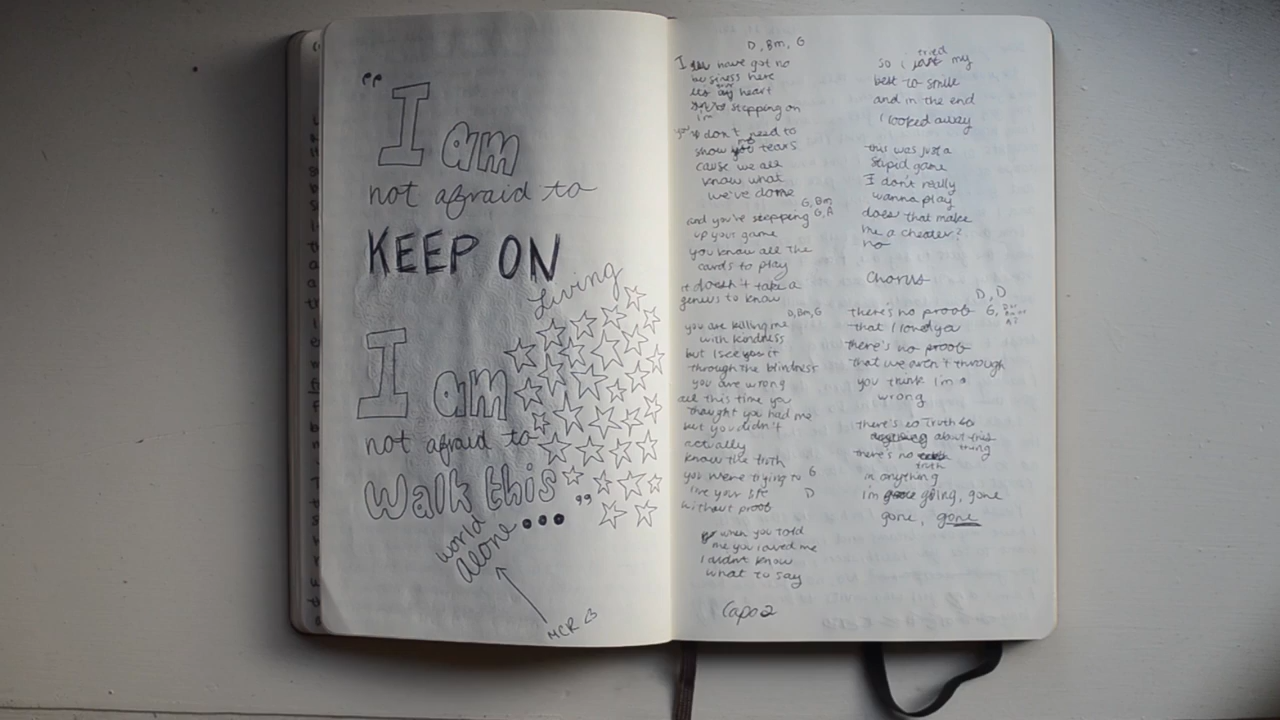 "I am
not afraid to
KEEP ON
Living
I am
not afraid to
walk this"
world
alone...
MCR <3
D, Bm, G
I have got no
business here
let my heart
stepping on
I'm
you don't need to
show your tears
cause we all
know what
we've done
G, Bm
and you're stepping G, A
up your game
you know all the
cards to play
it doesn't take a
genius to know
D, Bm, G
you are killing me
with kindness
but I see it
through the blindness
you are wrong
all this time you
thought you had me
but you didn't
actually
know the truth
you were trying to G
live your life D
without proof
when you told
me you loved me
I didn't know
what to say
Capo 2
tried
so I my
best to smile
and in the end
I looked away
this was just a
stupid game
I don't really
wanna play
does that make
me a cheater?
no
Chorus
D, D
there's no proof G,
that I loved you
there's no proof
that we aren't through
you think I'm a
wrong
there's no truth to
about this
thing
there's no
truth
in anything
i'm going, gone
gone, gone